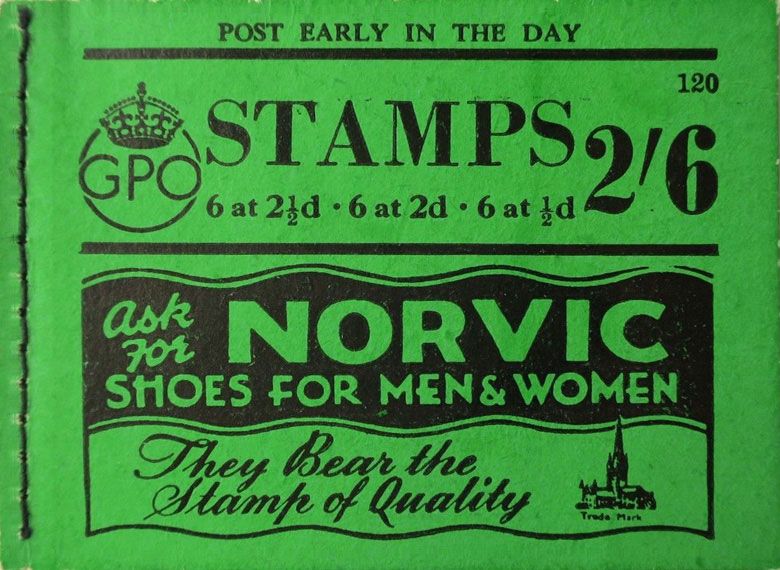 POST EARLY IN THE DAY
120
GPO
STAMPS 2/6
6 at 2½d · 6 at 2d · 6 at ½d
Ask for NORVIC
SHOES FOR MEN & WOMEN
They Bear the
Stamp of Quality
Trade Mark